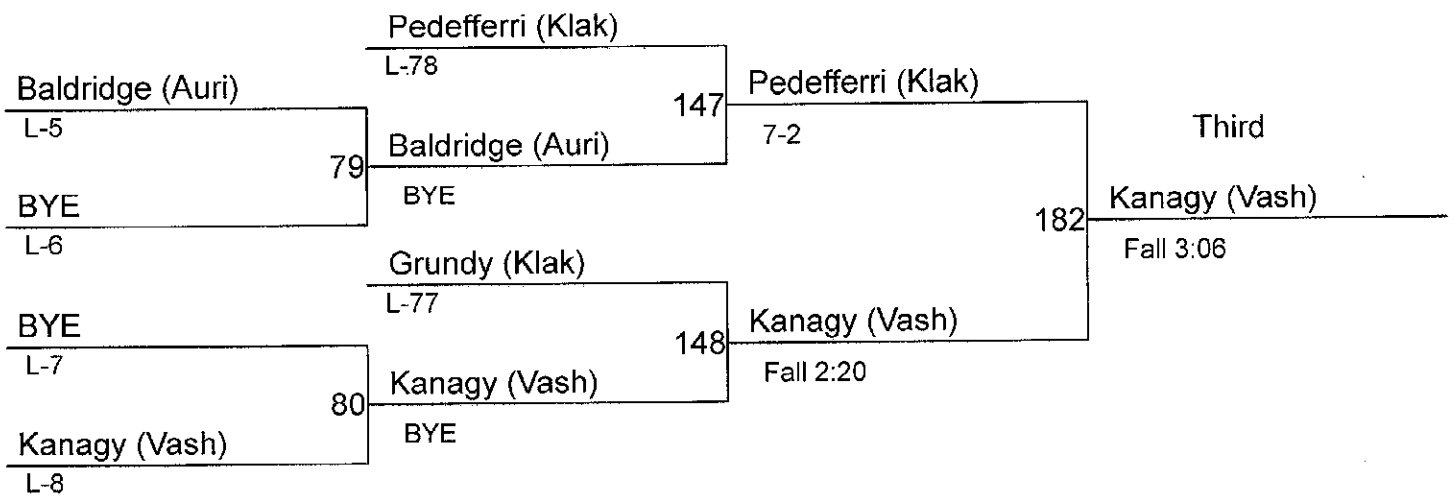 Pedefferri (Klak)
L-78
Baldridge (Auri)
L-5
147
Pedefferri (Klak)
7-2
Third
79
Baldridge (Auri)
BYE
BYE
L-6
182
Kanagy (Vash)
Fall 3:06
Grundy (Klak)
L-77
BYE
L-7
148
Kanagy (Vash)
Fall 2:20
80
Kanagy (Vash)
BYE
Kanagy (Vash)
L-8